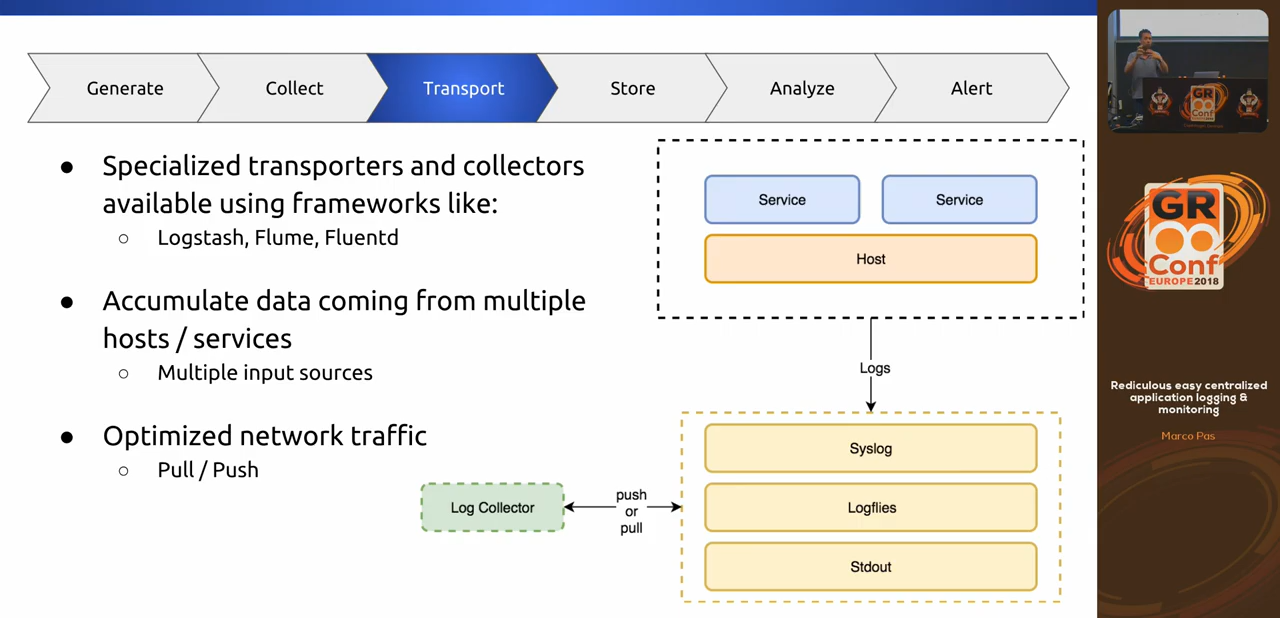 Generate
Collect
Transport
Store
Analyze
Alert
● Specialized transporters and collectors
available using frameworks like:
○ Logstash, Flume, Fluentd
● Accumulate data coming from multiple
hosts / services
○ Multiple input sources
● Optimized network traffic
○ Pull / Push
Service
Service
Host
Logs
Syslog
Logflies
Stdout
Log Collector
push
or
pull
GR
Conf
EUROPE 2018
Rediculous easy centralized
application logging &
monitoring
Marco Pas